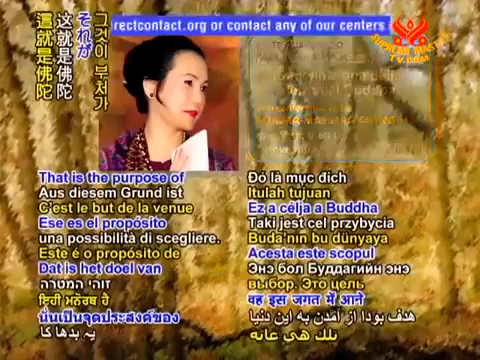 rectcontact.org or contact any of our centers
SUPREME MASTER
TV.COM
這就是佛陀
这就是佛陀
それが
그것이 부처가
That is the purpose of
Aus diesem Grund ist
C'est le but de la venue
Ese es el propósito
una possibilità di scegliere.
Este é o propósito de
Dat is het doel van
זוהי המטרה
ਇਹੀ ਮਨੋਰਥ ਹੈ
นั่นเป็นจุดประสงค์ของ
یہ بدھا کا
Đó là mục đích
Itulah tujuan
Ez a célja a Buddha
Taki jest cel przybycia
Buda'nın bu dünyaya
Acesta este scopul
Энэ бол Буддагийн энэ
выбор. Это цель
वह इस जगत में आने
هدف بودا از آمدن به این دنیا
تلك هي غاية